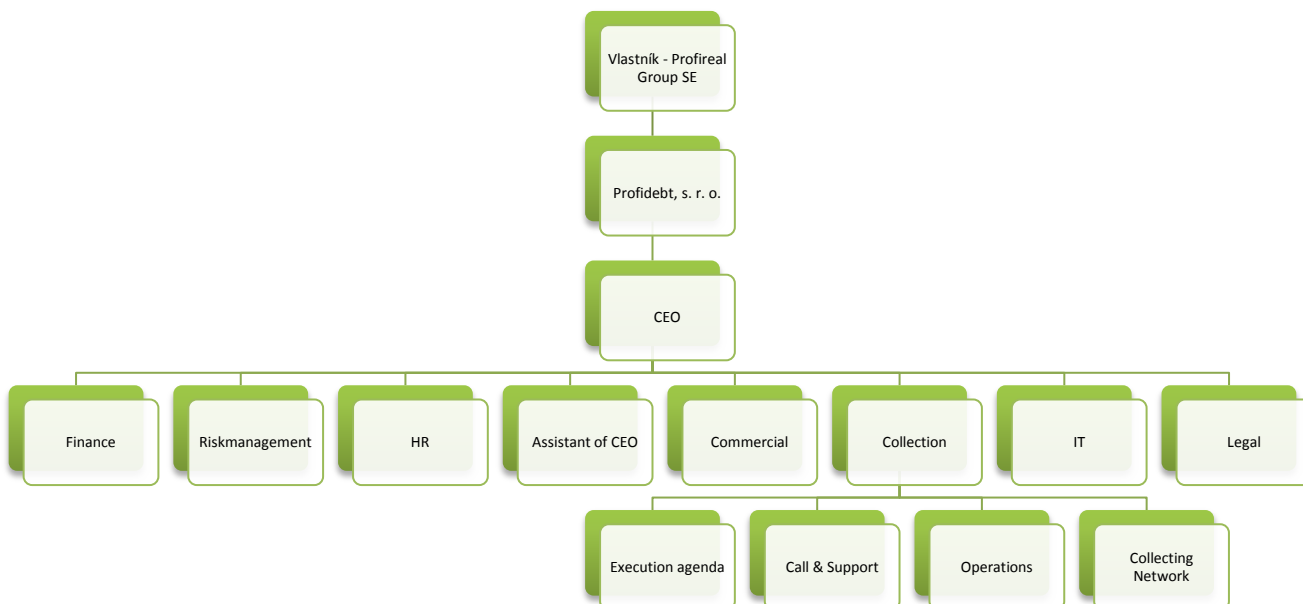 Vlastník - Profireal
Group SE
Profidebt, s. r. o.
CEO
Finance
Riskmanagement
HR
Assistant of CEO
Commercial
Collection
IT
Legal
Execution agenda
Call & Support
Operations
Collecting
Network